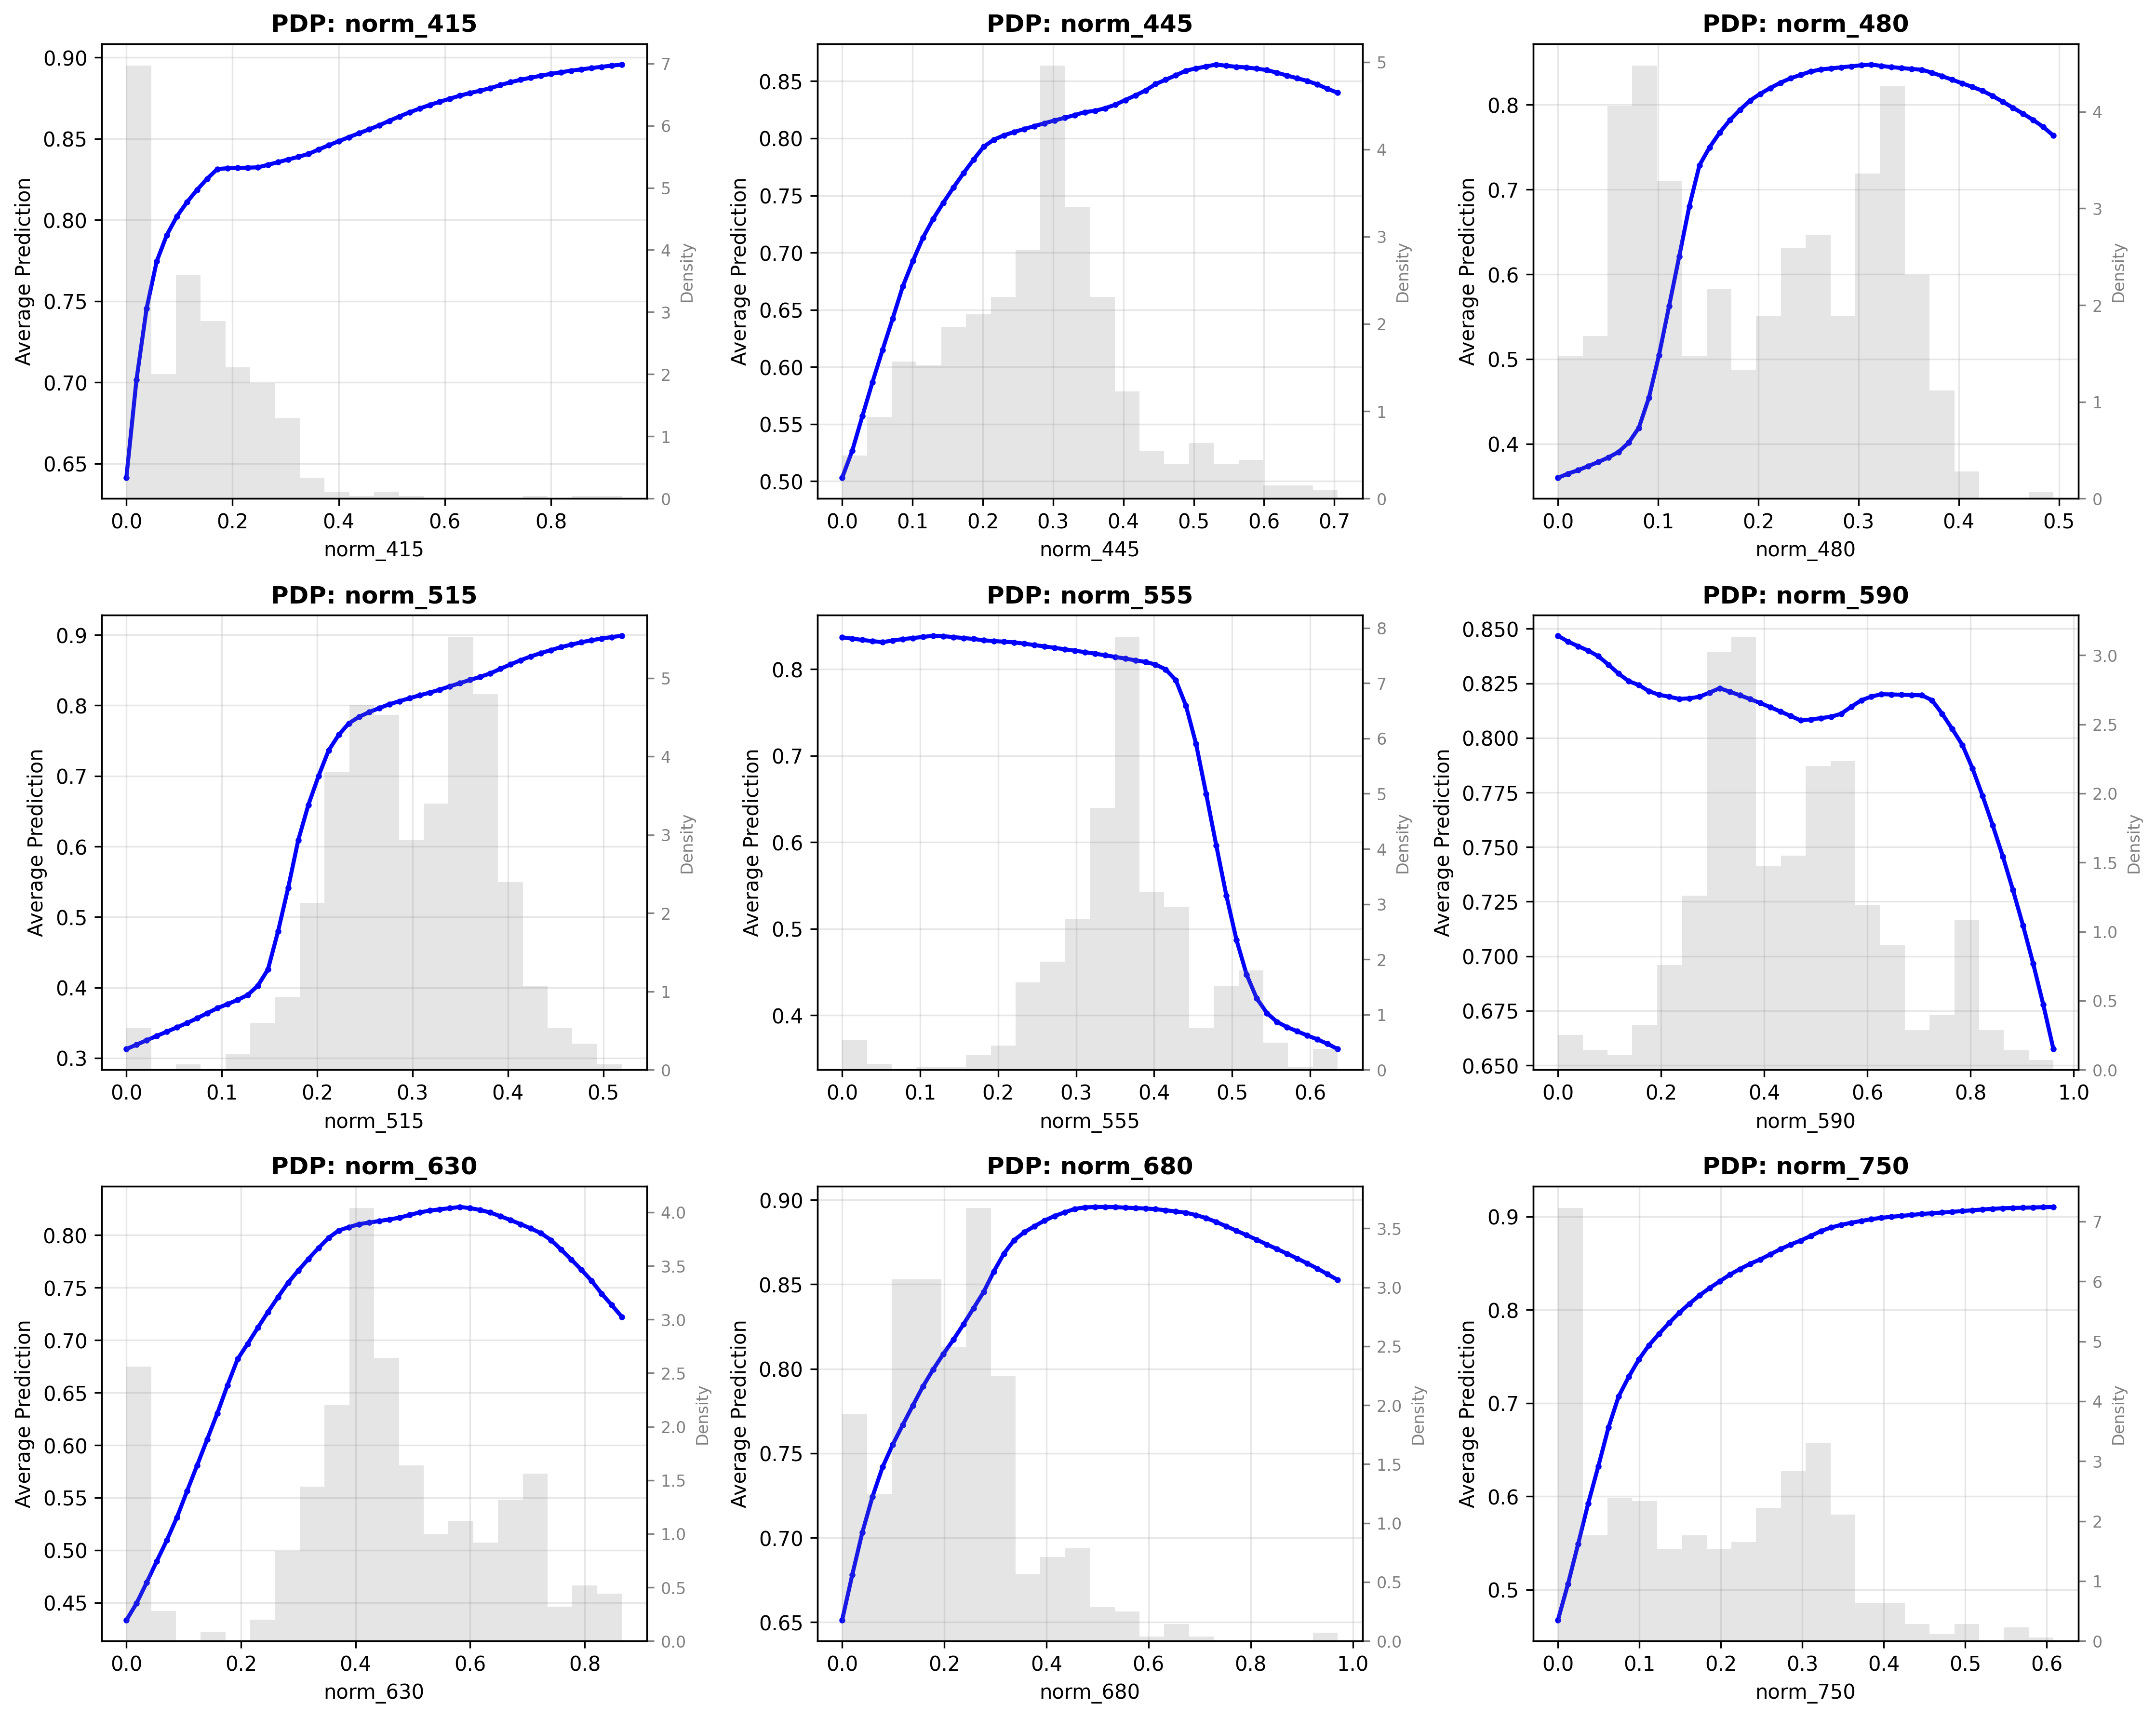 PDP: norm_415
Average Prediction
0.90
0.85
0.80
0.75
0.70
0.65
7
6
5
4
3
2
1
0
Density
0.0 0.2 0.4 0.6 0.8
norm_415
PDP: norm_445
Average Prediction
0.85
0.80
0.75
0.70
0.65
0.60
0.55
0.50
5
4
3
2
1
0
Density
0.0 0.1 0.2 0.3 0.4 0.5 0.6 0.7
norm_445
PDP: norm_480
Average Prediction
0.8
0.7
0.6
0.5
0.4
4
3
2
1
0
Density
0.0 0.1 0.2 0.3 0.4 0.5
norm_480
PDP: norm_515
Average Prediction
0.9
0.8
0.7
0.6
0.5
0.4
0.3
5
4
3
2
1
0
Density
0.0 0.1 0.2 0.3 0.4 0.5
norm_515
PDP: norm_555
Average Prediction
0.8
0.7
0.6
0.5
0.4
8
7
6
5
4
3
2
1
0
Density
0.0 0.1 0.2 0.3 0.4 0.5 0.6
norm_555
PDP: norm_590
Average Prediction
0.850
0.825
0.800
0.775
0.750
0.725
0.700
0.675
0.650
3.0
2.5
2.0
1.5
1.0
0.5
0.0
Density
0.0 0.2 0.4 0.6 0.8 1.0
norm_590
PDP: norm_630
Average Prediction
0.80
0.75
0.70
0.65
0.60
0.55
0.50
0.45
4.0
3.5
3.0
2.5
2.0
1.5
1.0
0.5
0.0
Density
0.0 0.2 0.4 0.6 0.8
norm_630
PDP: norm_680
Average Prediction
0.90
0.85
0.80
0.75
0.70
0.65
3.5
3.0
2.5
2.0
1.5
1.0
0.5
0.0
Density
0.0 0.2 0.4 0.6 0.8 1.0
norm_680
PDP: norm_750
Average Prediction
0.9
0.8
0.7
0.6
0.5
7
6
5
4
3
2
1
0
Density
0.0 0.1 0.2 0.3 0.4 0.5 0.6
norm_750